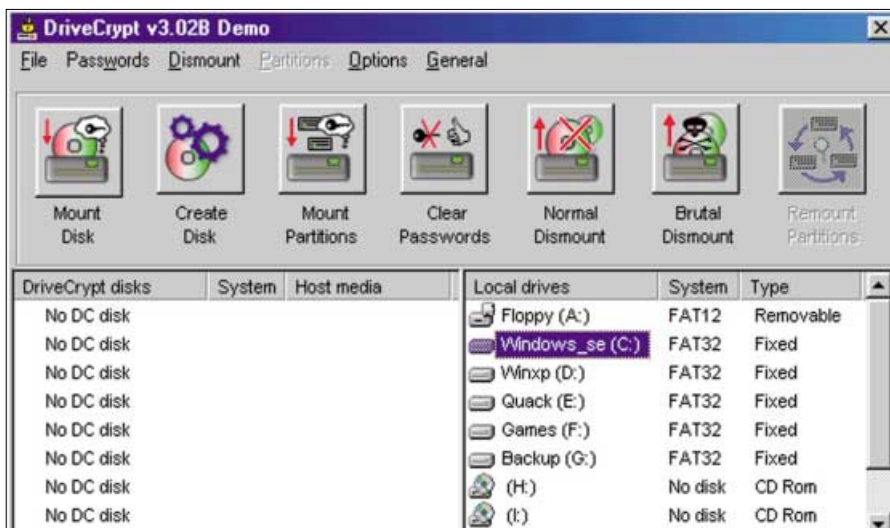 DriveCrypt v3.02B Demo
File Passwords Dismount Partitions Options General
Mount Disk
Create Disk
Mount Partitions
Clear Passwords
Normal Dismount
Brutal Dismount
Remount Partitions
DriveCrypt disks System Host media
No DC disk
No DC disk
No DC disk
No DC disk
No DC disk
No DC disk
No DC disk
No DC disk
Local drives System Type
Floppy (A:) FAT12 Removable
Windows_se (C:) FAT32 Fixed
Winxp (D:) FAT32 Fixed
Quack (E:) FAT32 Fixed
Games (F:) FAT32 Fixed
Backup (G:) FAT32 Fixed
(H:) No disk CD Rom
(I:) No disk CD Rom